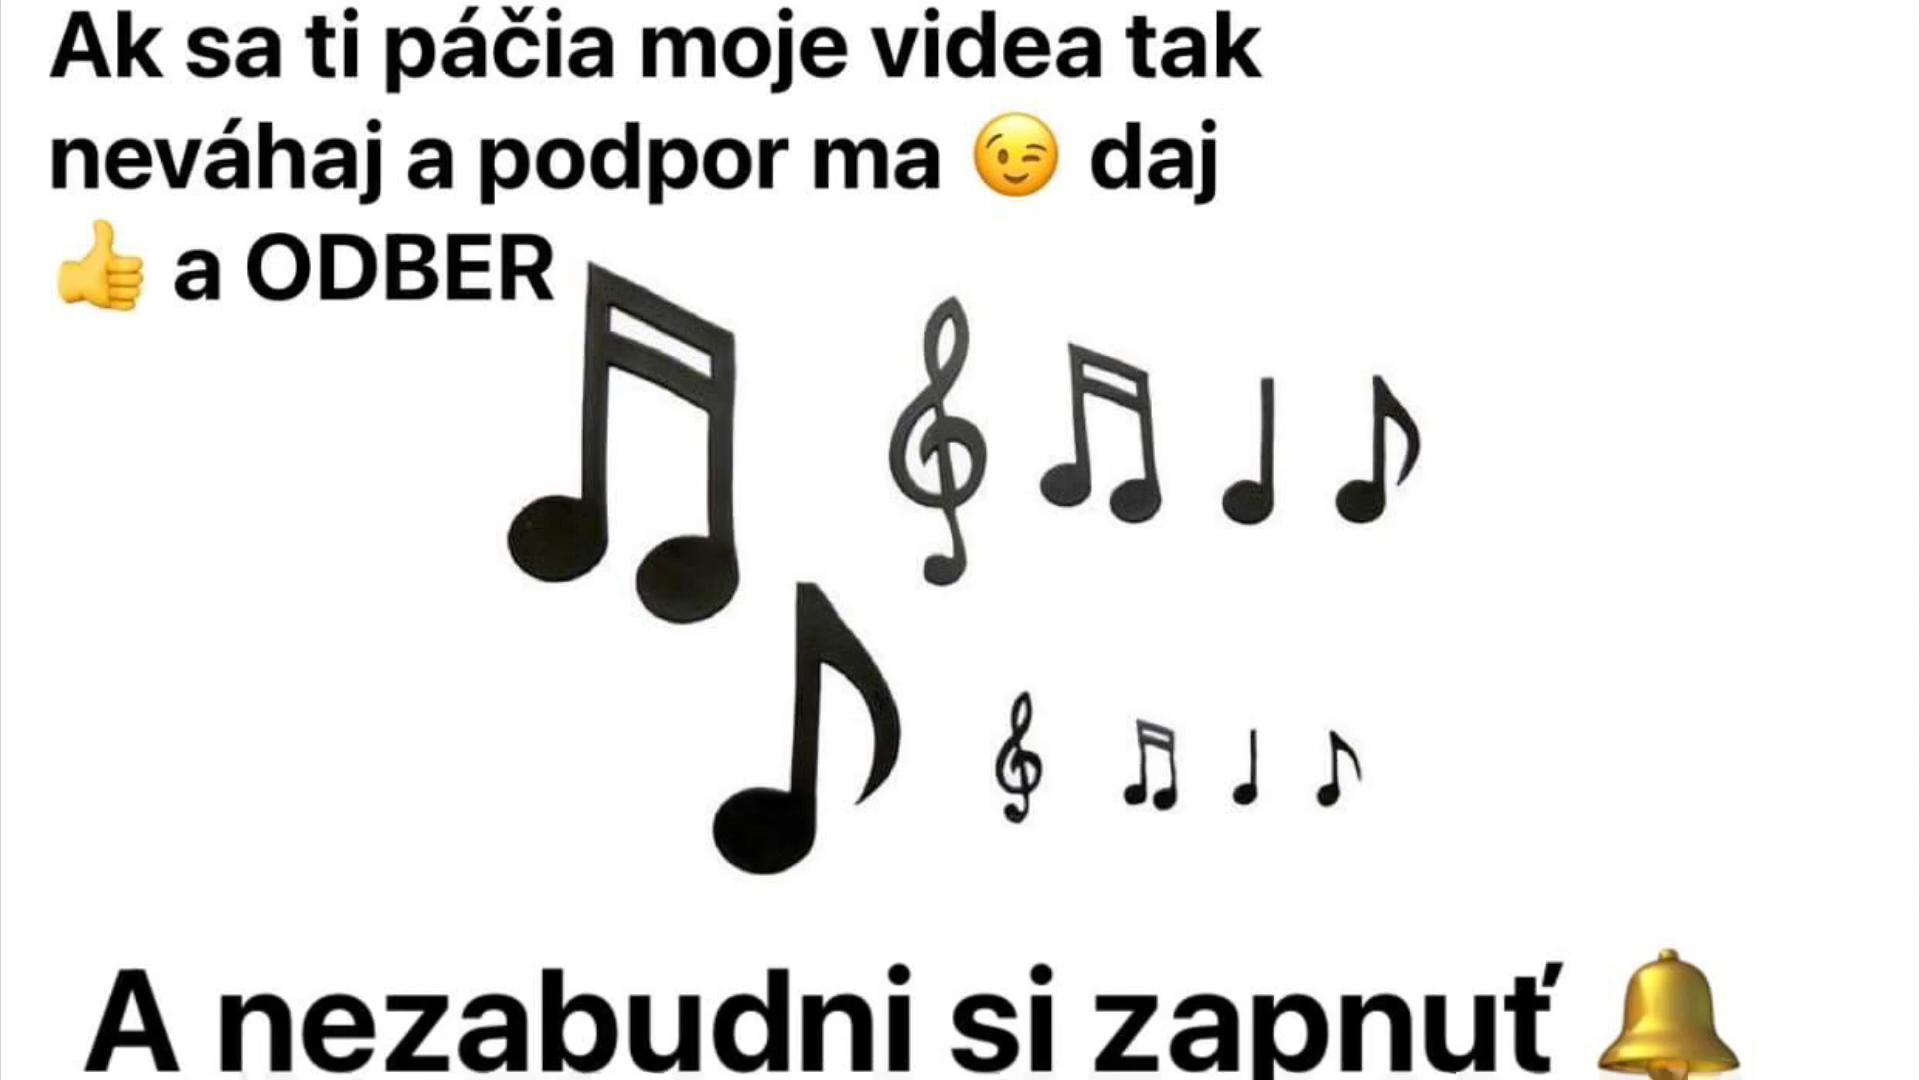 Ak sa ti páčia moje videa tak
neváhaj a podpor ma 😉 daj
👍 a ODBER
A nezabudni si zapnuť 🔔